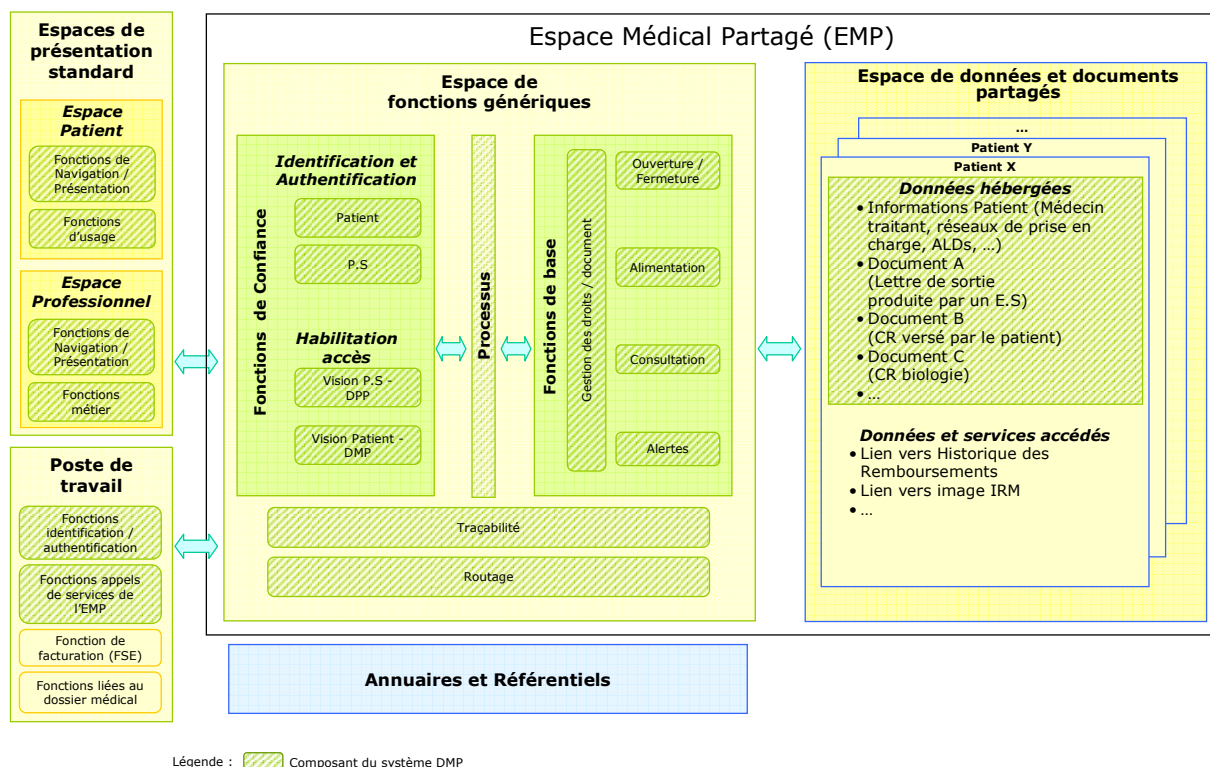 Espaces de
présentation
standard
Espace
Patient
Fonctions de
Navigation /
Présentation
Fonctions
d'usage
Espace
Professionnel
Fonctions de
Navigation /
Présentation
Fonctions
métier
Poste de
travail
Fonctions
identification /
authentification
Fonctions appels
de services de
l'EMP
Fonction de
facturation (FSE)
Fonctions liées au
dossier médical
Espace Médical Partagé (EMP)
Espace de
fonctions génériques
Fonctions de Confiance
Identification et
Authentification
Patient
P.S
Habilitation
accès
Vision P.S -
DPP
Vision Patient -
DMP
Processus
Fonctions de base
Gestion des droits / document
Ouverture /
Fermeture
Alimentation
Consultation
Alertes
Traçabilité
Routage
Espace de données et documents
partagés
...
Patient Y
Patient X
Données hébergées
• Informations Patient (Médecin
traitant, réseaux de prise en
charge, ALDs, ...)
• Document A
(Lettre de sortie
produite par un E.S)
• Document B
(CR versé par le patient)
• Document C
(CR biologie)
• ...
Données et services accédés
• Lien vers Historique des
Remboursements
• Lien vers image IRM
• ...
Annuaires et Référentiels
Légende : Composant du système DMP